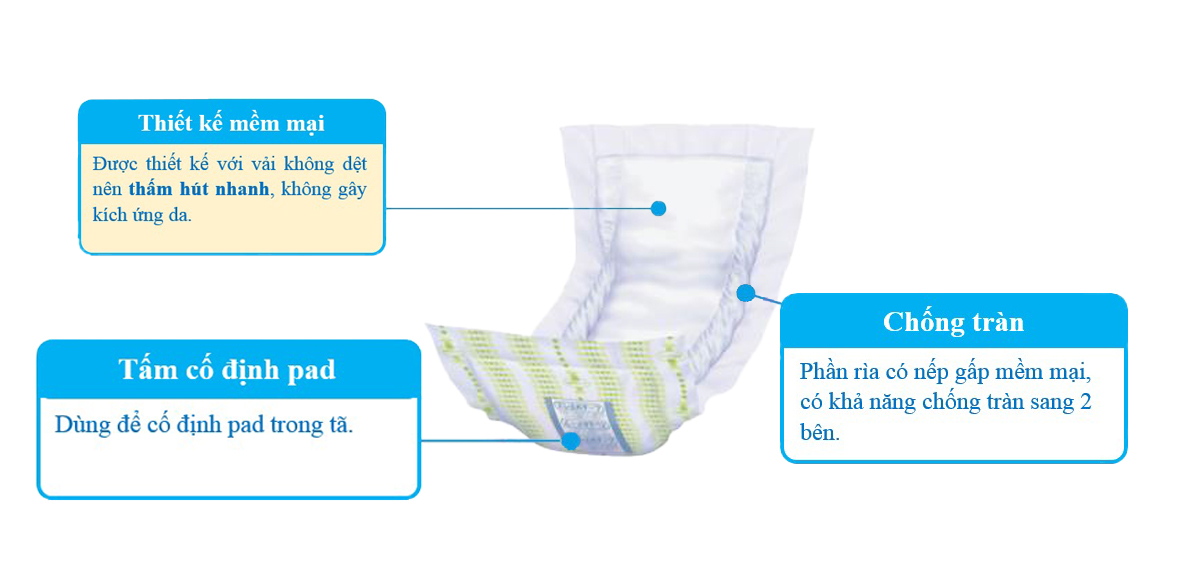 Thiết kế mềm mại
Được thiết kế với vải không dệt
nên thấm hút nhanh, không gây
kích ứng da.
Chống tràn
Phần rìa có nếp gấp mềm mại,
có khả năng chống tràn sang 2
bên.
Tấm cố định pad
Dùng để cố định pad trong tã.